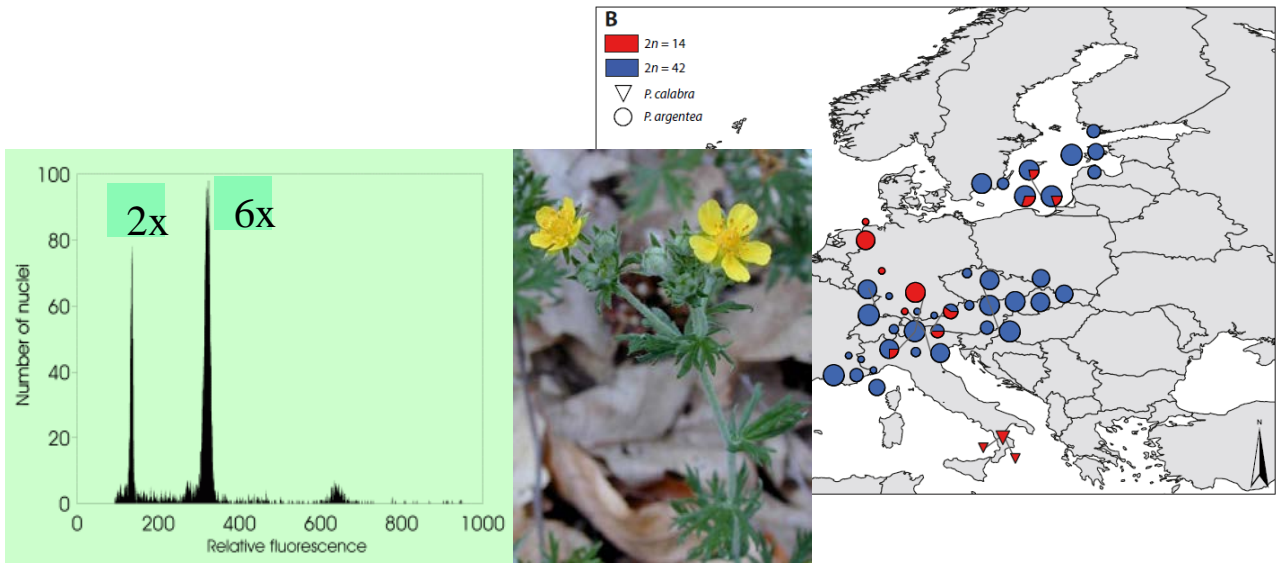 B
2n = 14
2n = 42
P. calabra
P. argentea
N
100
80
60
40
20
0
Number of nuclei
2x
6x
0 200 400 600 800 1000
Relative fluorescence